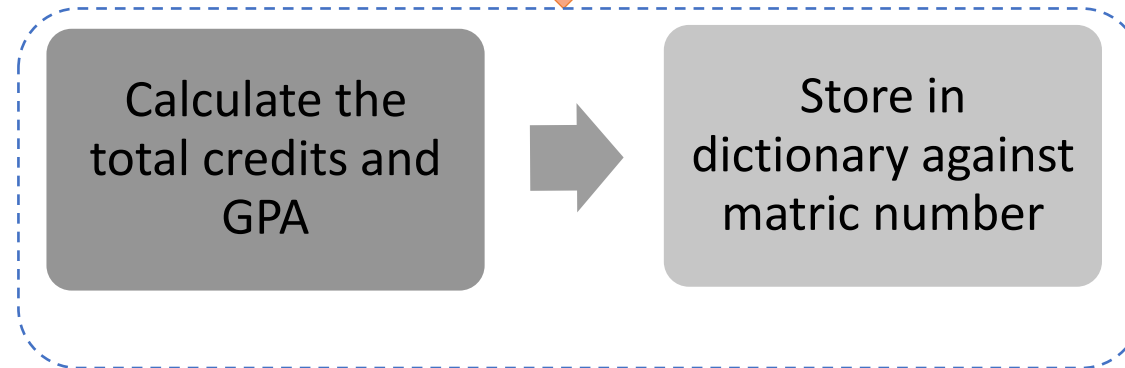 Calculate the
total credits and
GPA
Store in
dictionary against
matric number